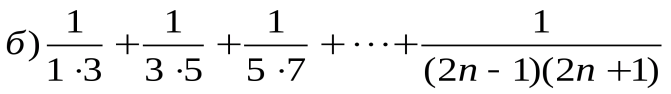 б) 1/(1 ·3) + 1/(3 ·5) + 1/(5 ·7) + ⋯ + 1/((2n - 1)(2n +1))